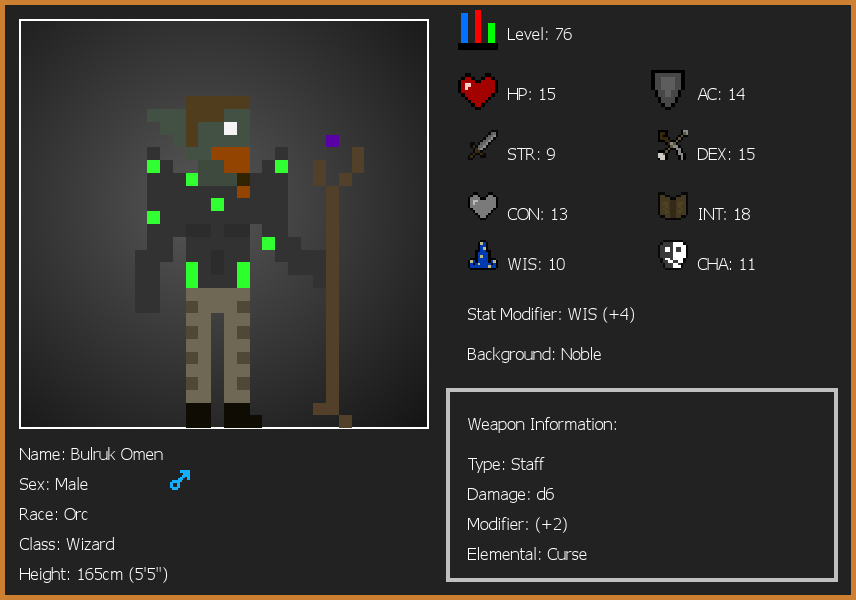 Level: 76
HP: 15
AC: 14
STR: 9
DEX: 15
CON: 13
INT: 18
WIS: 10
CHA: 11
Stat Modifier: WIS (+4)
Background: Noble
Weapon Information:
Type: Staff
Damage: d6
Modifier: (+2)
Elemental: Curse
Name: Bulruk Omen
Sex: Male
Race: Orc
Class: Wizard
Height: 165cm (5'5")